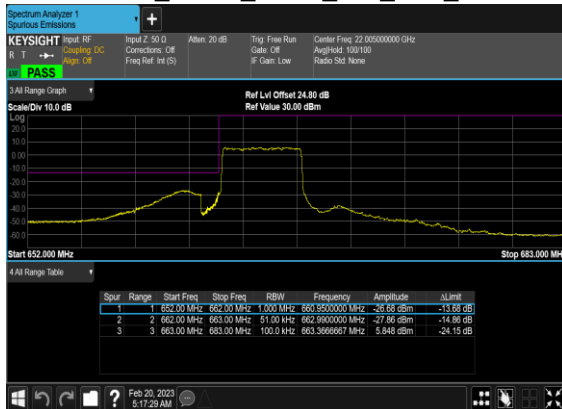 Spectrum Analyzer 1
Spurious Emissions
+
KEYSIGHT Input: RF Input Z: 50 Ω Atten: 20 dB Trig: Free Run Center Freq: 22.005000000 GHz
R T Coupling: DC Corrections: Off Gate: Off Avg|Hold: 100/100
Align: Off Freq Ref: Int (S) IF Gain: Low Radio Std: None
PASS
3 All Range Graph
Ref Lvl Offset 24.80 dB
Scale/Div 10.0 dB Ref Value 30.00 dBm
Log
20.0
10.0
0.00
-10.0
-20.0
-30.0
-40.0
-50.0
-60.0
Start 652.000 MHz Stop 683.000 MH
4 All Range Table
Spur Range Start Freq Stop Freq RBW Frequency Amplitude ΔLimit
1 1 652.00 MHz 662.00 MHz 1.000 MHz 660.9500000 MHz -26.68 dBm -13.68 dB
2 2 662.00 MHz 663.00 MHz 51.00 kHz 662.9900000 MHz -27.86 dBm -14.86 dB
3 3 663.00 MHz 683.00 MHz 100.0 kHz 663.3666667 MHz 5.848 dBm -24.15 dB
? Feb 20, 2023
5:17:29 AM